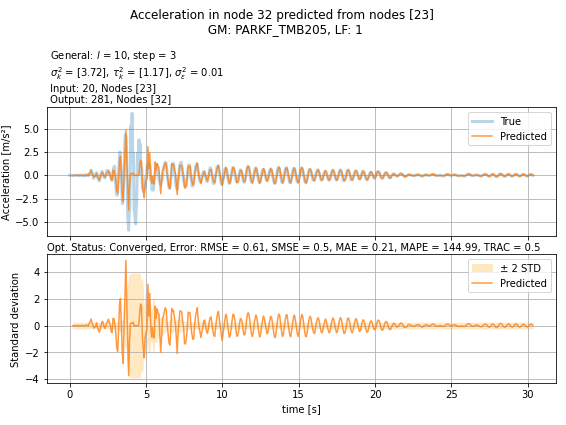 Acceleration in node 32 predicted from nodes [23]
GM: PARKF_TMB205, LF: 1
General: l = 10, step = 3
σ²ₖ = [3.72], τ²ₖ = [1.17], σ²ε = 0.01
Input: 20, Nodes [23]
Output: 281, Nodes [32]
Acceleration [m/s²]
5.0
2.5
0.0
−2.5
−5.0
True
Predicted
Opt. Status: Converged, Error: RMSE = 0.61, SMSE = 0.5, MAE = 0.21, MAPE = 144.99, TRAC = 0.5
Standard deviation
4
2
0
−2
−4
± 2 STD
Predicted
0 5 10 15 20 25 30
time [s]